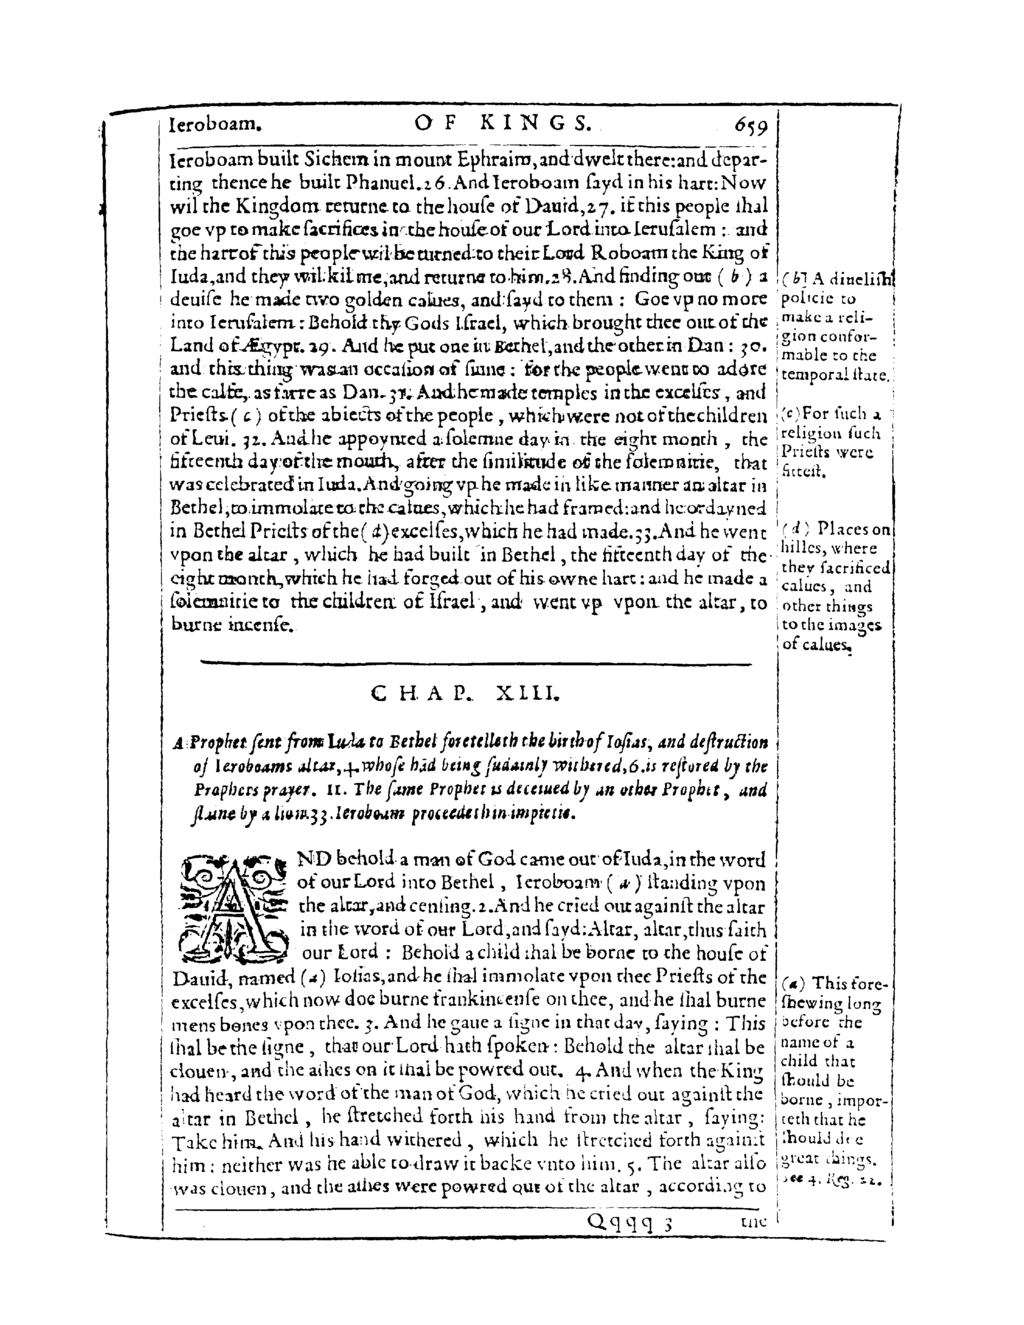 Ieroboam. OF KINGS. 659
Ieroboam built Sichem in mount Ephraim, and dwelt there: and depar-
ting thence he built Phanuel. 26. And Ieroboam ſayd in his hart: Now
wil the Kingdom returne to the houſe of Dauid, 27. if this people ſhal
goe vp to make ſacrifices in the houſe of our Lord into Ieruſalem : and
the hart of this people wil be turned to their Lord Roboam the King of
Iuda, and they wil kil me, and returne to him. 28. And finding out ( b ) a
deuiſe he made two golden calues, and ſayd to them : Goe vp no more
into Ieruſalem : Behold thy Gods Iſrael, which brought thee out of the
Land of Ægypt. 29. And he put one in Bethel, and the other in Dan : 30.
and this thing was an occaſion of ſinne : for the people went to adore
the calfe, as farre as Dan. 31. And he made temples in the excelſes , and
Prieſts ( c ) of the abiects of the people , which were not of the children
of Leui. 32. And he appoynted a ſolemne day in the eight month , the
fifteenth day of the month, after the ſimilitude of the ſolemnitie, that
was celebrated in Iuda. And going vp he made in like manner an altar in
Bethel, to immolate to the calues, which he had framed: and he ordayned
in Bethel Prieſts of the ( d ) excelſes, which he had made. 33. And he went
vpon the altar , which he had built in Bethel , the fifteenth day of the
eight month, which he had forged out of his owne hart : and he made a
ſolemnitie to the children of Iſrael , and went vp vpon the altar, to
burne incenſe.
(b] A diueliſh
policie to
make a reli-
gion confor-
mable to the
temporal ſtate.
(c) For ſuch a
religion ſuch
Prieſts were
fitteſt.
(d) Places on
hilles, where
they ſacrificed
calues, and
other things
to the images
of calues.
CHAP. XIII.
A Prophet ſent from Iuda to Bethel foretelleth the birth of Ioſias, and deſtruction
of Ieroboams altar, 4. whoſe had being ſudainly withered, 6. is reſtored by the
Prophets prayer. 11. The ſame Prophet is deceiued by an other Prophet , and
ſlaine by a lion. 33. Ieroboam proceedeth in impietie.
AND behold a man of God came out of Iuda, in the word
of our Lord into Bethel , Ieroboam ( a ) ſtanding vpon
the altar, and cenſing. 2. And he cried out againſt the altar
in the word of our Lord, and ſayd: Altar, altar, thus ſaith
our Lord : Behold a child ſhal be borne to the houſe of
Dauid, named (a) Ioſias, and he ſhal immolate vpon thee Prieſts of the
excelſes, which now doe burne frankincenſe on thee, and he ſhal burne
mens bones vpon thee. 3. And he gaue a ſigne in that day, ſaying : This
ſhal be the ſigne , that our Lord hath ſpoken : Behold the altar ſhal be
clouen, and the aſhes on it ſhal be powred out. 4. And when the King
had heard the word of the man of God, which he cried out againſt the
altar in Bethel , he ſtretched forth his hand from the altar , ſaying:
Take him. And his hand withered , which he ſtretched forth againſt
him : neither was he able to draw it backe vnto him. 5. The altar alſo
was clouen, and the aſhes were powred out of the altar , according to
(a) This fore-
ſhewing long
before the
name of a
child that
ſhould be
borne , impor-
teth that he
ſhould doe
great things.
See 4. Reg. 22.
Qqqq 3 the